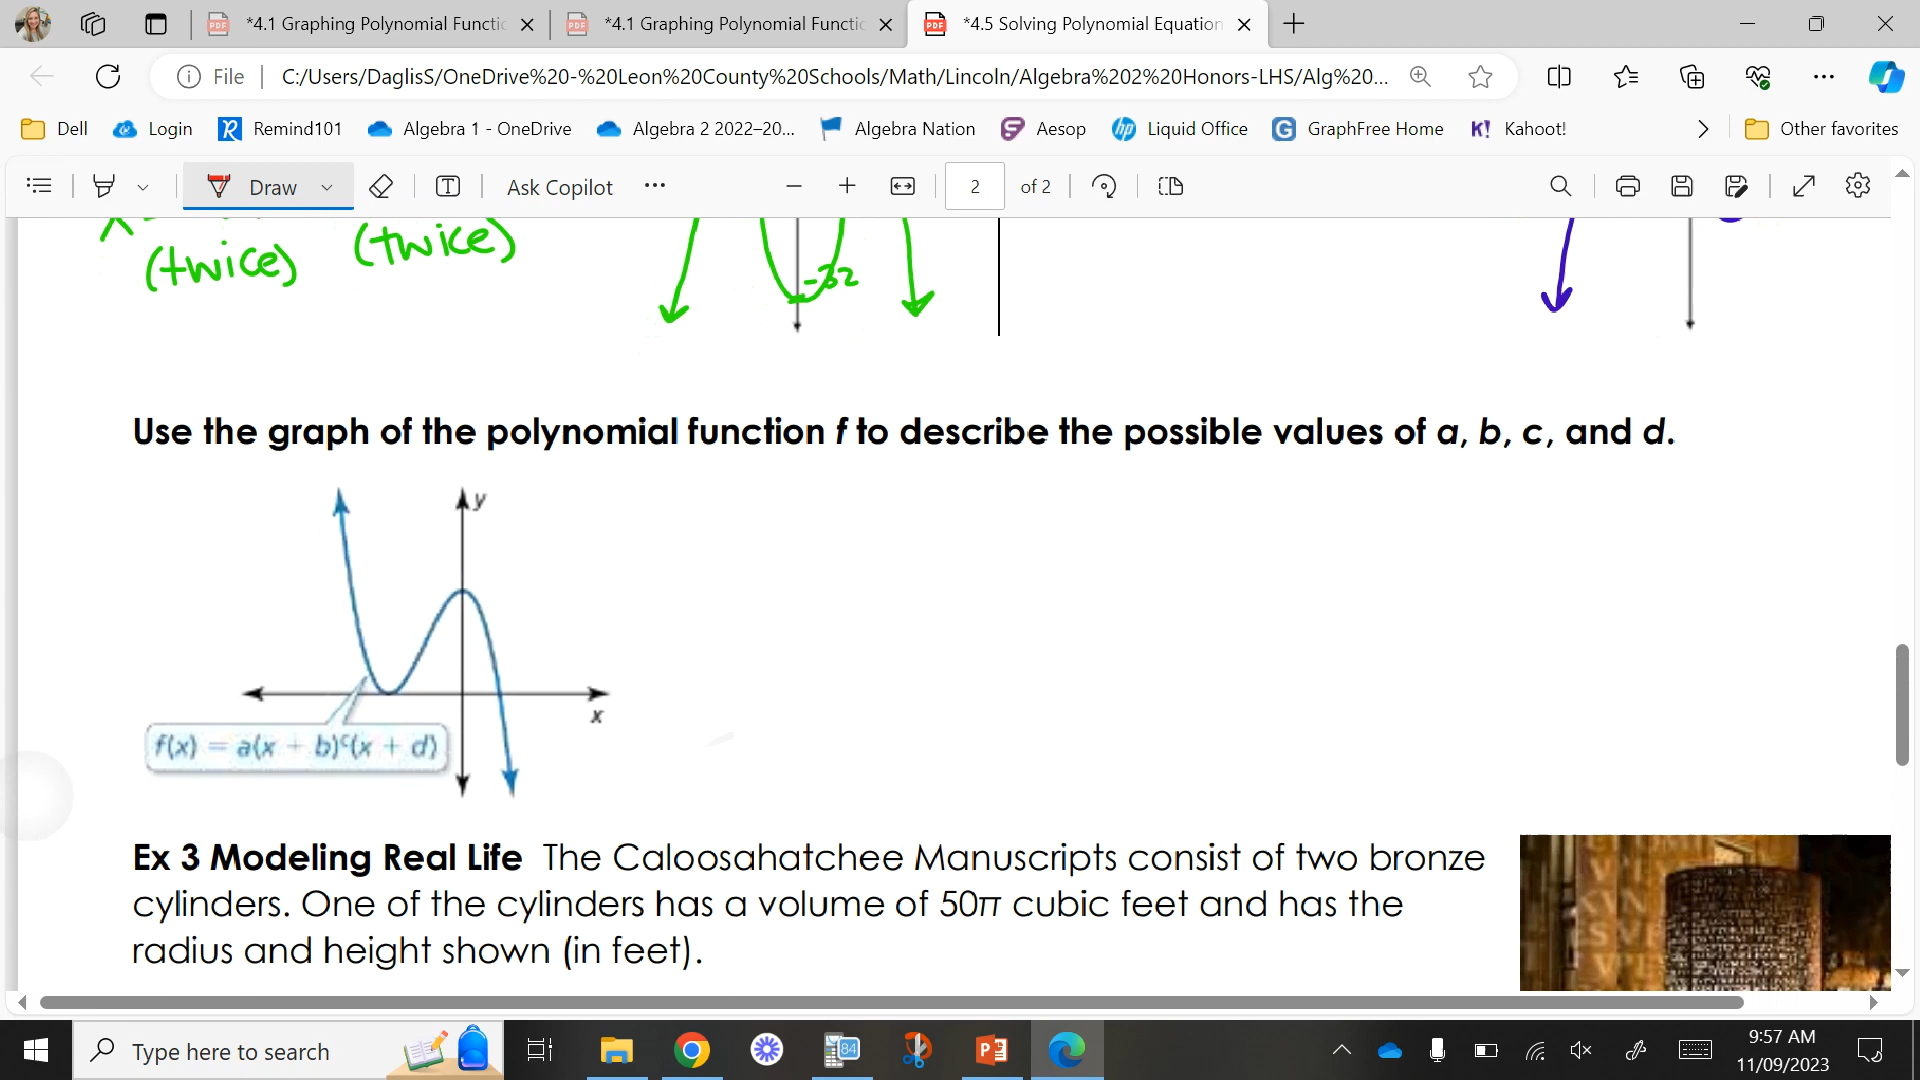 *4.1 Graphing Polynomial Functio
*4.1 Graphing Polynomial Functio
*4.5 Solving Polynomial Equation
File
C:/Users/DaglisS/OneDrive%20-%20Leon%20County%20Schools/Math/Lincoln/Algebra%202%20Honors-LHS/Alg%20...
Dell
Login
Remind101
Algebra 1 - OneDrive
Algebra 2 2022–20...
Algebra Nation
Aesop
Liquid Office
GraphFree Home
Kahoot!
Other favorites
Draw
Ask Copilot
2
of 2
(twice)
(twice)
-32
Use the graph of the polynomial function f to describe the possible values of a, b, c, and d.
y
x
f(x) = a(x + b)ᶜ(x + d)
Ex 3 Modeling Real Life The Caloosahatchee Manuscripts consist of two bronze
cylinders. One of the cylinders has a volume of 50π cubic feet and has the
radius and height shown (in feet).
Type here to search
84
9:57 AM
11/09/2023